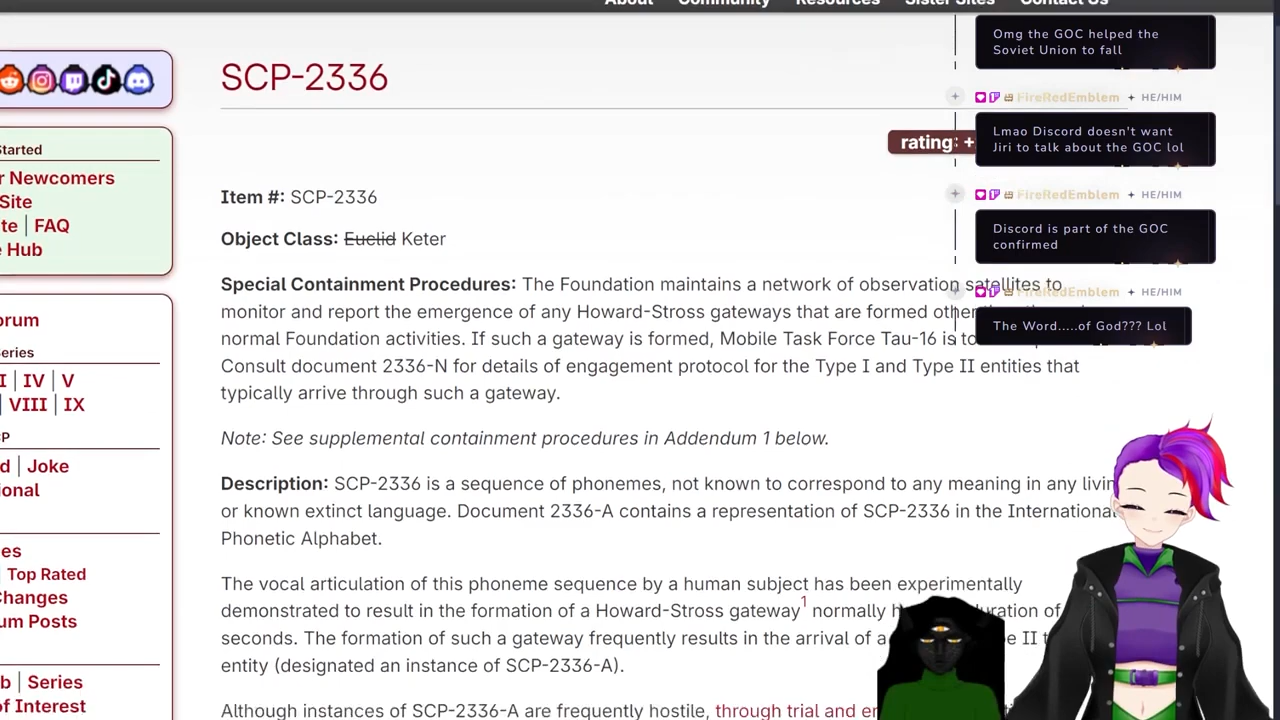 About Community Resources Sister Sites Contact Us
Started
r Newcomers
Site
te | FAQ
e Hub
orum
Series
I | IV | V
| VIII | IX
CP
d | Joke
ional
es
Top Rated
Changes
um Posts
b | Series
of Interest
SCP-2336
rating: +
Item #: SCP-2336
Object Class: Euclid Keter
Special Containment Procedures: The Foundation maintains a network of observation satellites to
monitor and report the emergence of any Howard-Stross gateways that are formed other
normal Foundation activities. If such a gateway is formed, Mobile Task Force Tau-16 is to
Consult document 2336-N for details of engagement protocol for the Type I and Type II entities that
typically arrive through such a gateway.
Note: See supplemental containment procedures in Addendum 1 below.
Description: SCP-2336 is a sequence of phonemes, not known to correspond to any meaning in any livin
or known extinct language. Document 2336-A contains a representation of SCP-2336 in the International
Phonetic Alphabet.
The vocal articulation of this phoneme sequence by a human subject has been experimentally
demonstrated to result in the formation of a Howard-Stross gateway1 normally h uration of
seconds. The formation of such a gateway frequently results in the arrival of a e II t
entity (designated an instance of SCP-2336-A).
Although instances of SCP-2336-A are frequently hostile, through trial and er
Omg the GOC helped the
Soviet Union to fall
FireRedEmblem HE/HIM
Lmao Discord doesn't want
Jiri to talk about the GOC lol
FireRedEmblem HE/HIM
Discord is part of the GOC
confirmed
FireRedEmblem HE/HIM
The Word.....of God??? Lol